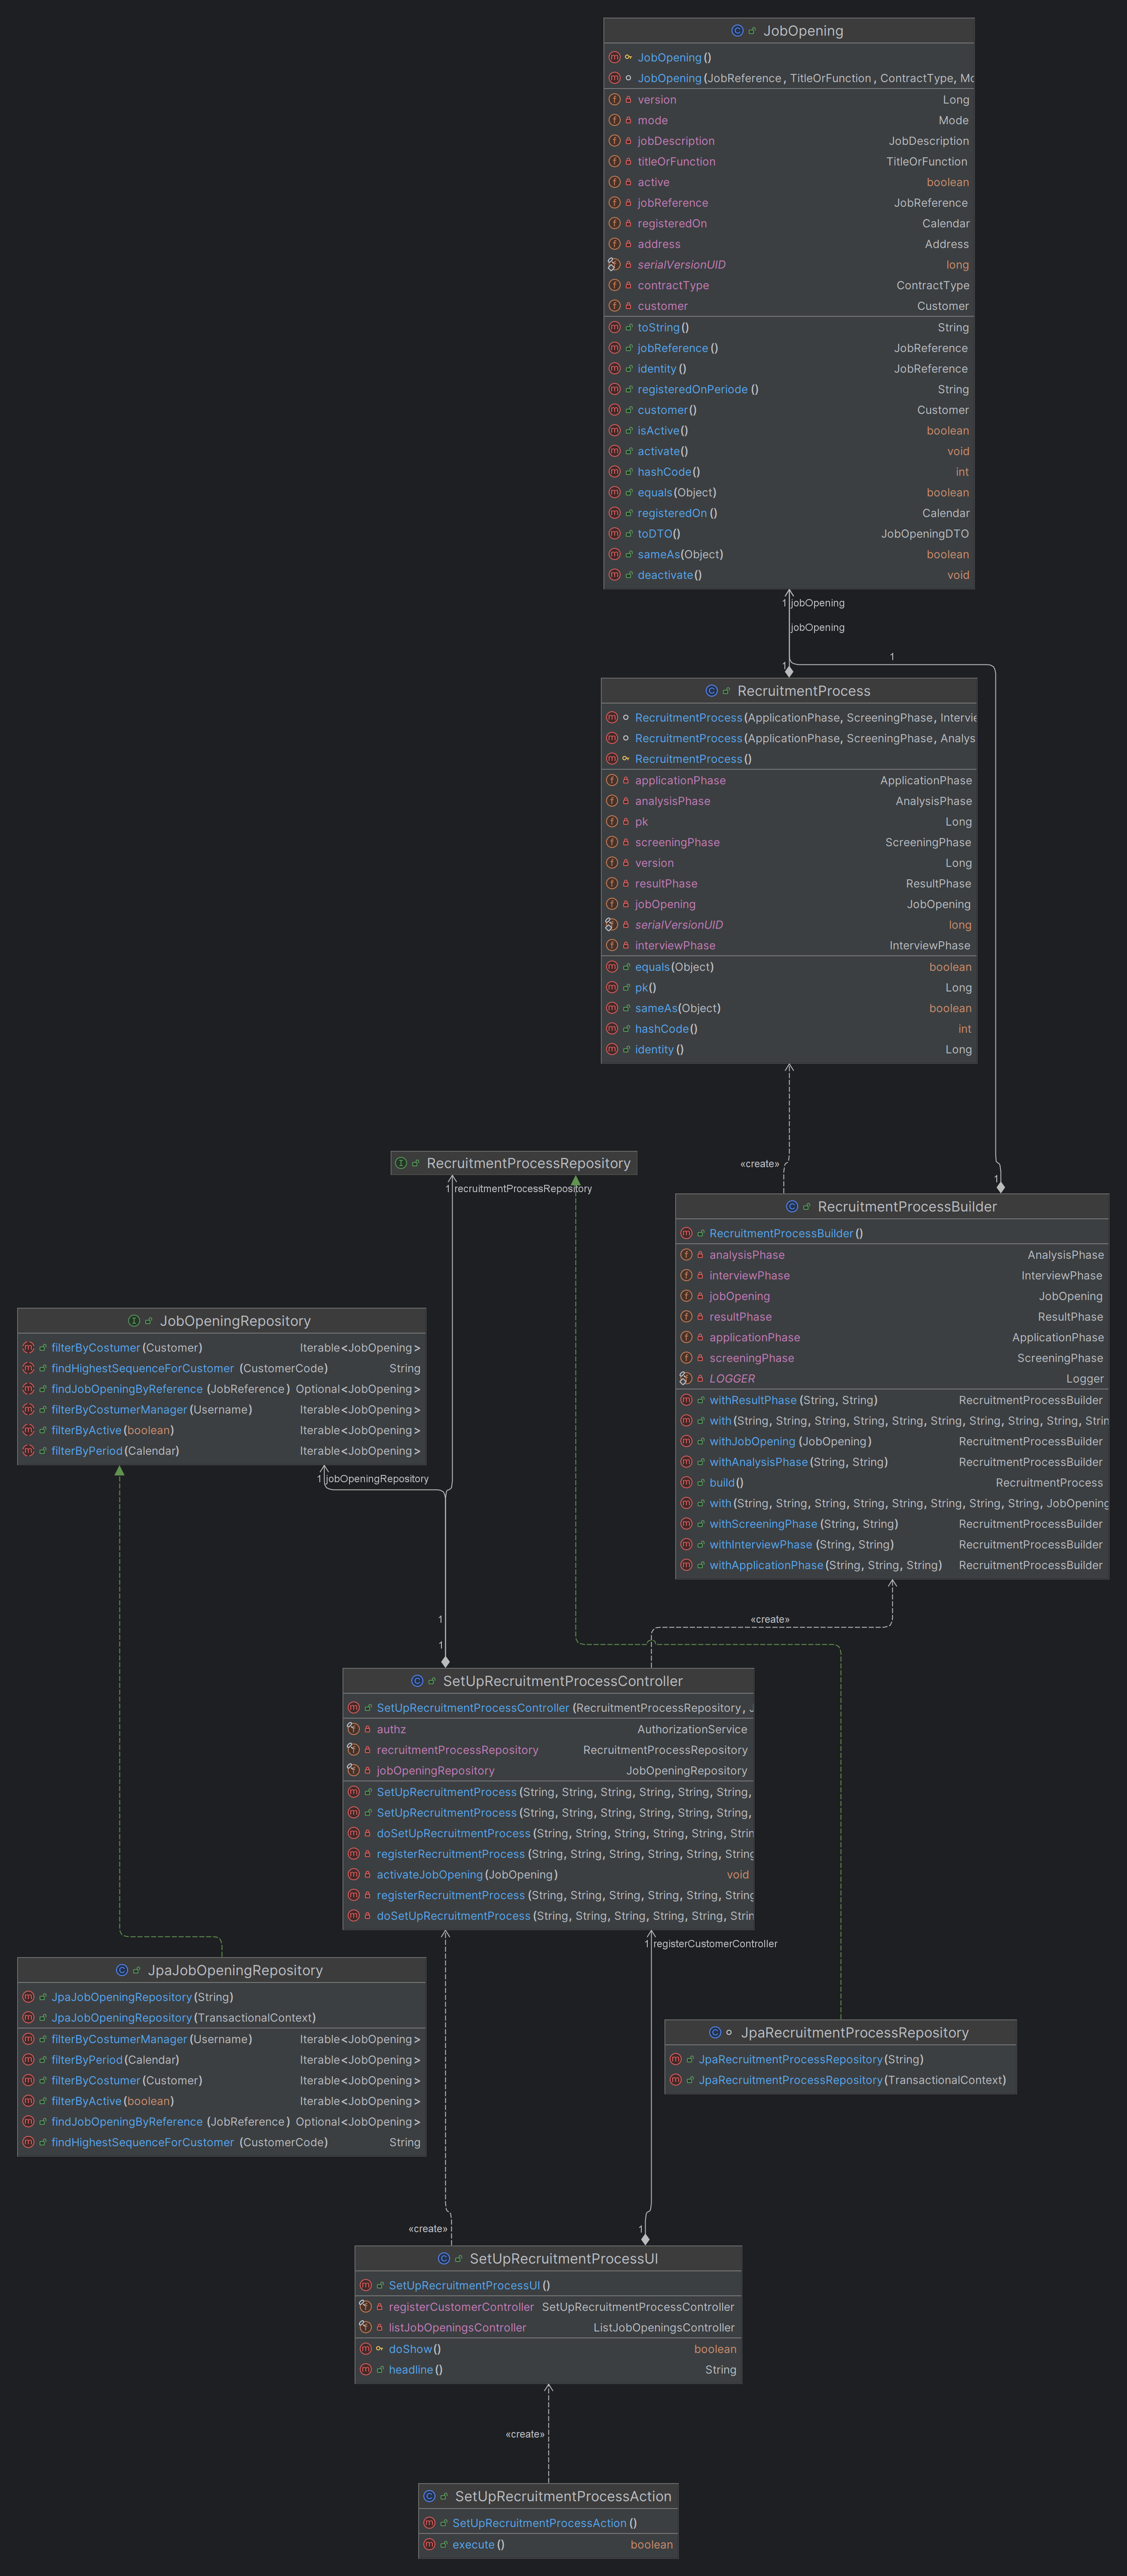 JobOpening
JobOpening()
JobOpening(JobReference, TitleOrFunction, ContractType, Mo
version Long
mode Mode
jobDescription JobDescription
titleOrFunction TitleOrFunction
active boolean
jobReference JobReference
registeredOn Calendar
address Address
serialVersionUID long
contractType ContractType
customer Customer
toString() String
jobReference() JobReference
identity() JobReference
registeredOnPeriode() String
customer() Customer
isActive() boolean
activate() void
hashCode() int
equals(Object) boolean
registeredOn() Calendar
toDTO() JobOpeningDTO
sameAs(Object) boolean
deactivate() void
1 jobOpening
jobOpening
1
1
RecruitmentProcess
RecruitmentProcess(ApplicationPhase, ScreeningPhase, Intervie
RecruitmentProcess(ApplicationPhase, ScreeningPhase, Analys
RecruitmentProcess()
applicationPhase ApplicationPhase
analysisPhase AnalysisPhase
pk Long
screeningPhase ScreeningPhase
version Long
resultPhase ResultPhase
jobOpening JobOpening
serialVersionUID long
interviewPhase InterviewPhase
equals(Object) boolean
pk() Long
sameAs(Object) boolean
hashCode() int
identity() Long
«create»
1
RecruitmentProcessRepository
1 recruitmentProcessRepository
RecruitmentProcessBuilder
RecruitmentProcessBuilder()
analysisPhase AnalysisPhase
interviewPhase InterviewPhase
jobOpening JobOpening
resultPhase ResultPhase
applicationPhase ApplicationPhase
screeningPhase ScreeningPhase
LOGGER Logger
withResultPhase(String, String) RecruitmentProcessBuilder
with(String, String, String, String, String, String, String, String, String, Strin
withJobOpening(JobOpening) RecruitmentProcessBuilder
withAnalysisPhase(String, String) RecruitmentProcessBuilder
build() RecruitmentProcess
with(String, String, String, String, String, String, String, String, JobOpening
withScreeningPhase(String, String) RecruitmentProcessBuilder
withInterviewPhase(String, String) RecruitmentProcessBuilder
withApplicationPhase(String, String, String) RecruitmentProcessBuilder
JobOpeningRepository
filterByCostumer(Customer) Iterable<JobOpening>
findHighestSequenceForCustomer(CustomerCode) String
findJobOpeningByReference(JobReference) Optional<JobOpening>
filterByCostumerManager(Username) Iterable<JobOpening>
filterByActive(boolean) Iterable<JobOpening>
filterByPeriod(Calendar) Iterable<JobOpening>
1 jobOpeningRepository
1
1
«create»
SetUpRecruitmentProcessController
SetUpRecruitmentProcessController(RecruitmentProcessRepository, J
authz AuthorizationService
recruitmentProcessRepository RecruitmentProcessRepository
jobOpeningRepository JobOpeningRepository
SetUpRecruitmentProcess(String, String, String, String, String, String,
SetUpRecruitmentProcess(String, String, String, String, String, String,
doSetUpRecruitmentProcess(String, String, String, String, String, Strin
registerRecruitmentProcess(String, String, String, String, String, String
activateJobOpening(JobOpening) void
registerRecruitmentProcess(String, String, String, String, String, String
doSetUpRecruitmentProcess(String, String, String, String, String, Strin
1 registerCustomerController
JpaJobOpeningRepository
JpaJobOpeningRepository(String)
JpaJobOpeningRepository(TransactionalContext)
filterByCostumerManager(Username) Iterable<JobOpening>
filterByPeriod(Calendar) Iterable<JobOpening>
filterByCostumer(Customer) Iterable<JobOpening>
filterByActive(boolean) Iterable<JobOpening>
findJobOpeningByReference(JobReference) Optional<JobOpening>
findHighestSequenceForCustomer(CustomerCode) String
JpaRecruitmentProcessRepository
JpaRecruitmentProcessRepository(String)
JpaRecruitmentProcessRepository(TransactionalContext)
«create»
1
SetUpRecruitmentProcessUI
SetUpRecruitmentProcessUI()
registerCustomerController SetUpRecruitmentProcessController
listJobOpeningsController ListJobOpeningsController
doShow() boolean
headline() String
«create»
SetUpRecruitmentProcessAction
SetUpRecruitmentProcessAction()
execute() boolean